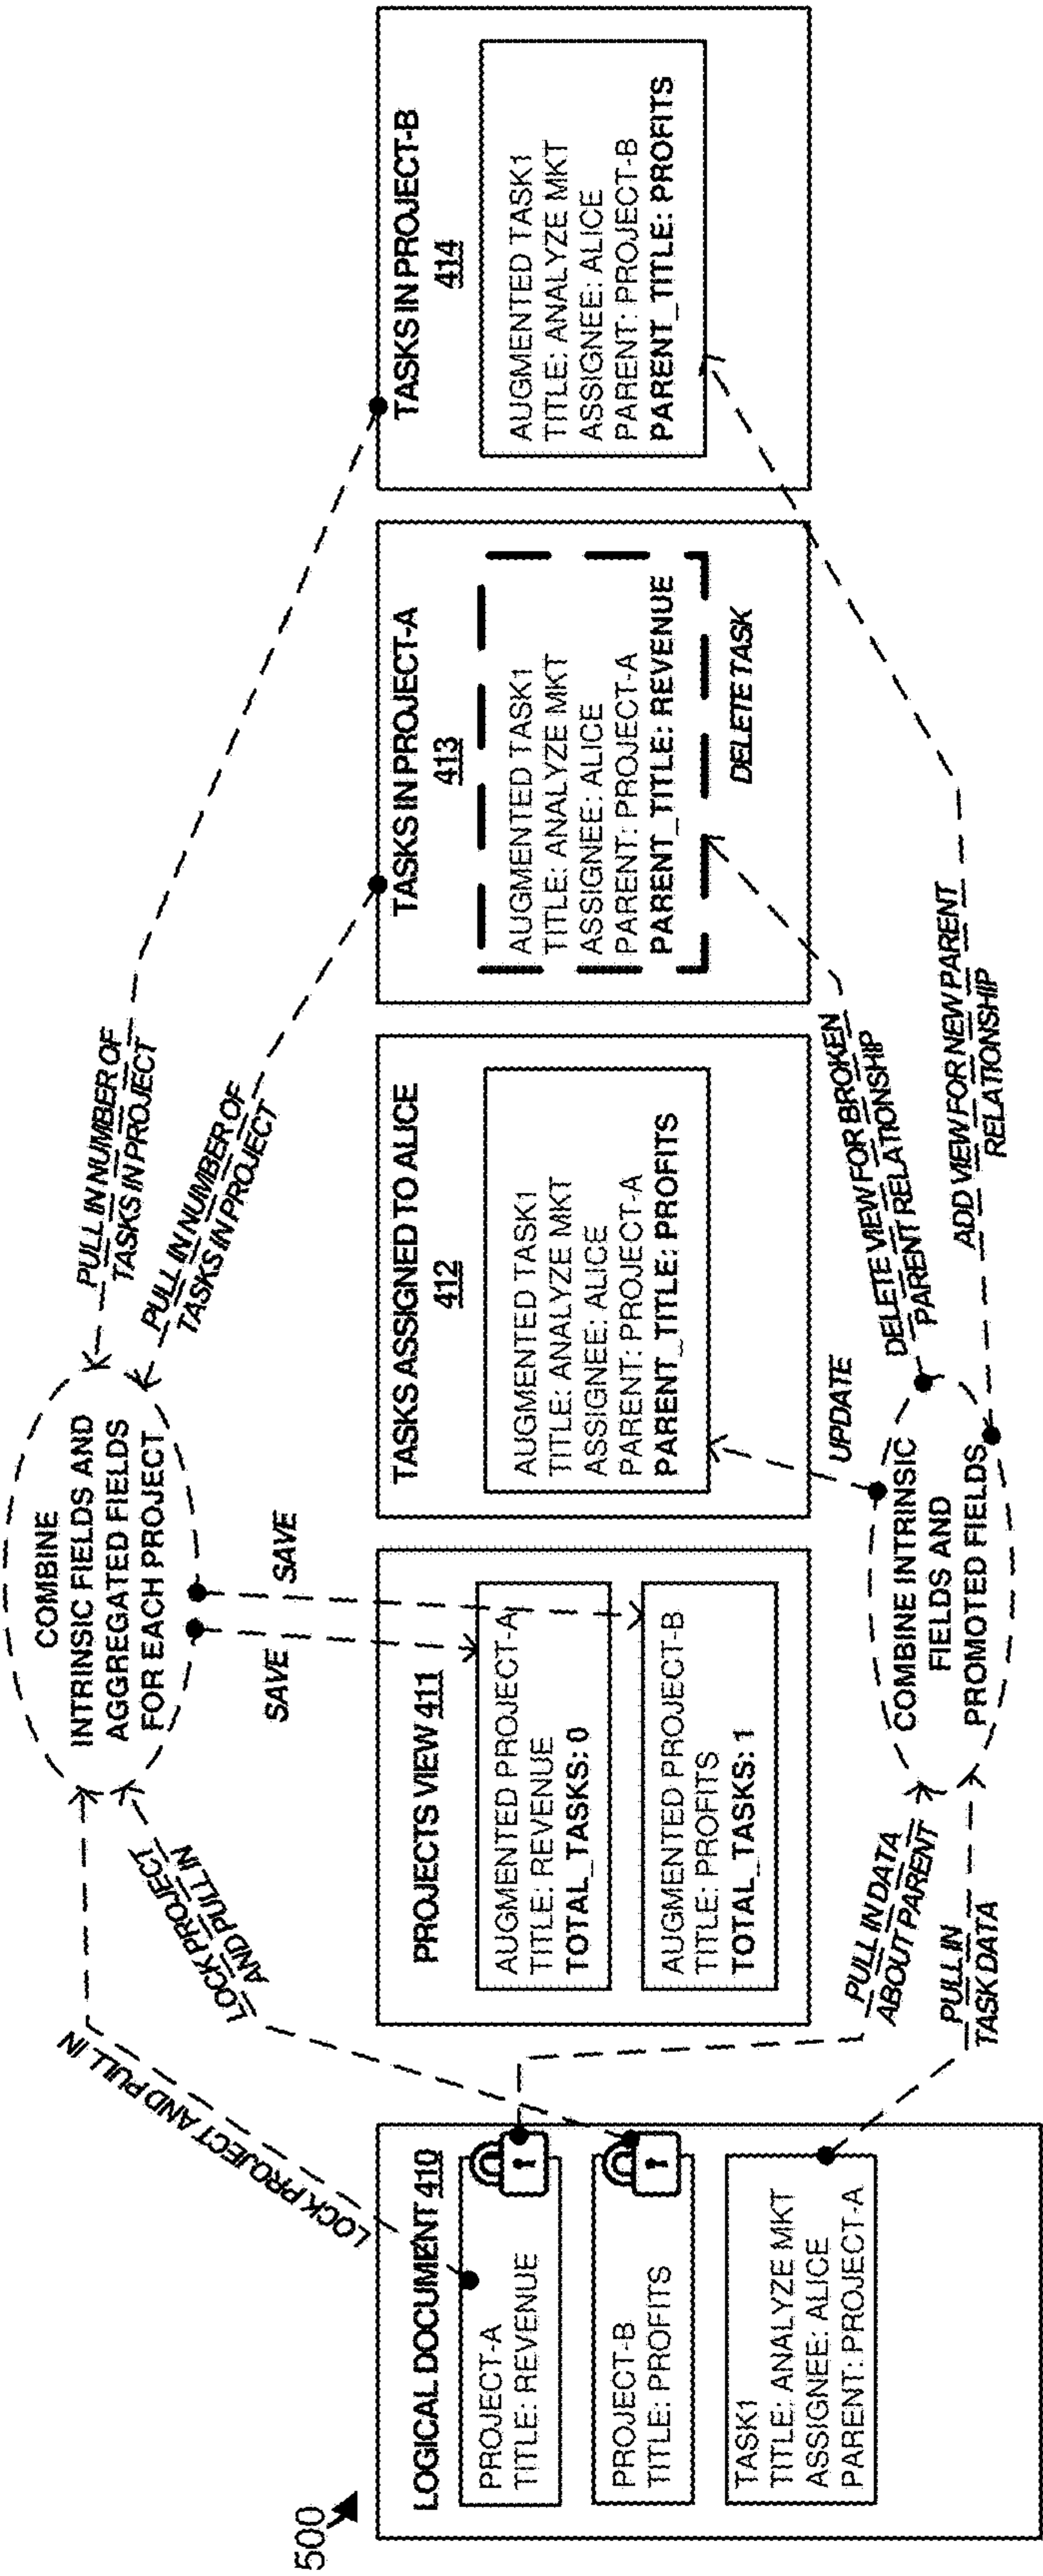 500
COMBINE
INTRINSIC FIELDS AND
AGGREGATED FIELDS
FOR EACH PROJECT
LOCK PROJECT AND PULL IN
LOCK PROJECT
AND PULL IN
PULL IN NUMBER OF
TASKS IN PROJECT
PULL IN NUMBER OF
TASKS IN PROJECT
SAVE
SAVE
LOGICAL DOCUMENT 410
PROJECT-A
TITLE: REVENUE
PROJECT-B
TITLE: PROFITS
TASK1
TITLE: ANALYZE MKT
ASSIGNEE: ALICE
PARENT: PROJECT-A
PROJECTS VIEW 411
AUGMENTED PROJECT-A
TITLE: REVENUE
TOTAL_TASKS: 0
AUGMENTED PROJECT-B
TITLE: PROFITS
TOTAL_TASKS: 1
TASKS ASSIGNED TO ALICE
412
AUGMENTED TASK1
TITLE: ANALYZE MKT
ASSIGNEE: ALICE
PARENT: PROJECT-A
PARENT_TITLE: PROFITS
TASKS IN PROJECT-A
413
AUGMENTED TASK1
TITLE: ANALYZE MKT
ASSIGNEE: ALICE
PARENT: PROJECT-A
PARENT_TITLE: REVENUE
DELETE TASK
TASKS IN PROJECT-B
414
AUGMENTED TASK1
TITLE: ANALYZE MKT
ASSIGNEE: ALICE
PARENT: PROJECT-B
PARENT_TITLE: PROFITS
PULL IN DATA
ABOUT PARENT
PULL IN
TASK DATA
COMBINE INTRINSIC
FIELDS AND
PROMOTED FIELDS
UPDATE
DELETE VIEW FOR BROKEN
PARENT RELATIONSHIP
ADD VIEW FOR NEW PARENT
RELATIONSHIP